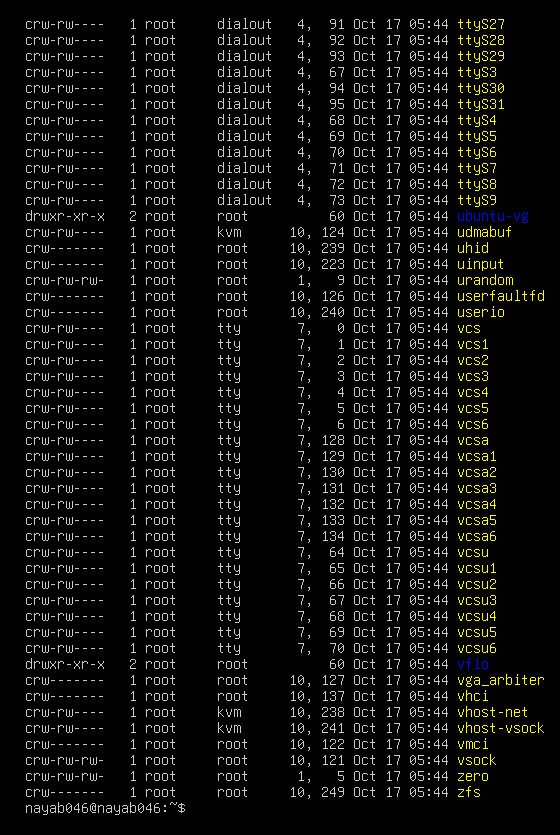 crw-rw---- 1 root dialout 4, 91 Oct 17 05:44 ttyS27
crw-rw---- 1 root dialout 4, 92 Oct 17 05:44 ttyS28
crw-rw---- 1 root dialout 4, 93 Oct 17 05:44 ttyS29
crw-rw---- 1 root dialout 4, 67 Oct 17 05:44 ttyS3
crw-rw---- 1 root dialout 4, 94 Oct 17 05:44 ttyS30
crw-rw---- 1 root dialout 4, 95 Oct 17 05:44 ttyS31
crw-rw---- 1 root dialout 4, 68 Oct 17 05:44 ttyS4
crw-rw---- 1 root dialout 4, 69 Oct 17 05:44 ttyS5
crw-rw---- 1 root dialout 4, 70 Oct 17 05:44 ttyS6
crw-rw---- 1 root dialout 4, 71 Oct 17 05:44 ttyS7
crw-rw---- 1 root dialout 4, 72 Oct 17 05:44 ttyS8
crw-rw---- 1 root dialout 4, 73 Oct 17 05:44 ttyS9
drwxr-xr-x 2 root root 60 Oct 17 05:44 ubuntu-vg
crw-rw---- 1 root kvm 10, 124 Oct 17 05:44 udmabuf
crw------- 1 root root 10, 239 Oct 17 05:44 uhid
crw------- 1 root root 10, 223 Oct 17 05:44 uinput
crw-rw-rw- 1 root root 1, 9 Oct 17 05:44 urandom
crw------- 1 root root 10, 126 Oct 17 05:44 userfaultfd
crw------- 1 root root 10, 240 Oct 17 05:44 userio
crw-rw---- 1 root tty 7, 0 Oct 17 05:44 vcs
crw-rw---- 1 root tty 7, 1 Oct 17 05:44 vcs1
crw-rw---- 1 root tty 7, 2 Oct 17 05:44 vcs2
crw-rw---- 1 root tty 7, 3 Oct 17 05:44 vcs3
crw-rw---- 1 root tty 7, 4 Oct 17 05:44 vcs4
crw-rw---- 1 root tty 7, 5 Oct 17 05:44 vcs5
crw-rw---- 1 root tty 7, 6 Oct 17 05:44 vcs6
crw-rw---- 1 root tty 7, 128 Oct 17 05:44 vcsa
crw-rw---- 1 root tty 7, 129 Oct 17 05:44 vcsa1
crw-rw---- 1 root tty 7, 130 Oct 17 05:44 vcsa2
crw-rw---- 1 root tty 7, 131 Oct 17 05:44 vcsa3
crw-rw---- 1 root tty 7, 132 Oct 17 05:44 vcsa4
crw-rw---- 1 root tty 7, 133 Oct 17 05:44 vcsa5
crw-rw---- 1 root tty 7, 134 Oct 17 05:44 vcsa6
crw-rw---- 1 root tty 7, 64 Oct 17 05:44 vcsu
crw-rw---- 1 root tty 7, 65 Oct 17 05:44 vcsu1
crw-rw---- 1 root tty 7, 66 Oct 17 05:44 vcsu2
crw-rw---- 1 root tty 7, 67 Oct 17 05:44 vcsu3
crw-rw---- 1 root tty 7, 68 Oct 17 05:44 vcsu4
crw-rw---- 1 root tty 7, 69 Oct 17 05:44 vcsu5
crw-rw---- 1 root tty 7, 70 Oct 17 05:44 vcsu6
drwxr-xr-x 2 root root 60 Oct 17 05:44 vfio
crw------- 1 root root 10, 127 Oct 17 05:44 vga_arbiter
crw------- 1 root root 10, 137 Oct 17 05:44 vhci
crw-rw---- 1 root kvm 10, 238 Oct 17 05:44 vhost-net
crw-rw---- 1 root kvm 10, 241 Oct 17 05:44 vhost-vsock
crw------- 1 root root 10, 122 Oct 17 05:44 vmci
crw-rw-rw- 1 root root 10, 121 Oct 17 05:44 vsock
crw-rw-rw- 1 root root 1, 5 Oct 17 05:44 zero
crw------- 1 root root 10, 249 Oct 17 05:44 zfs
nayab046@nayab046:~$